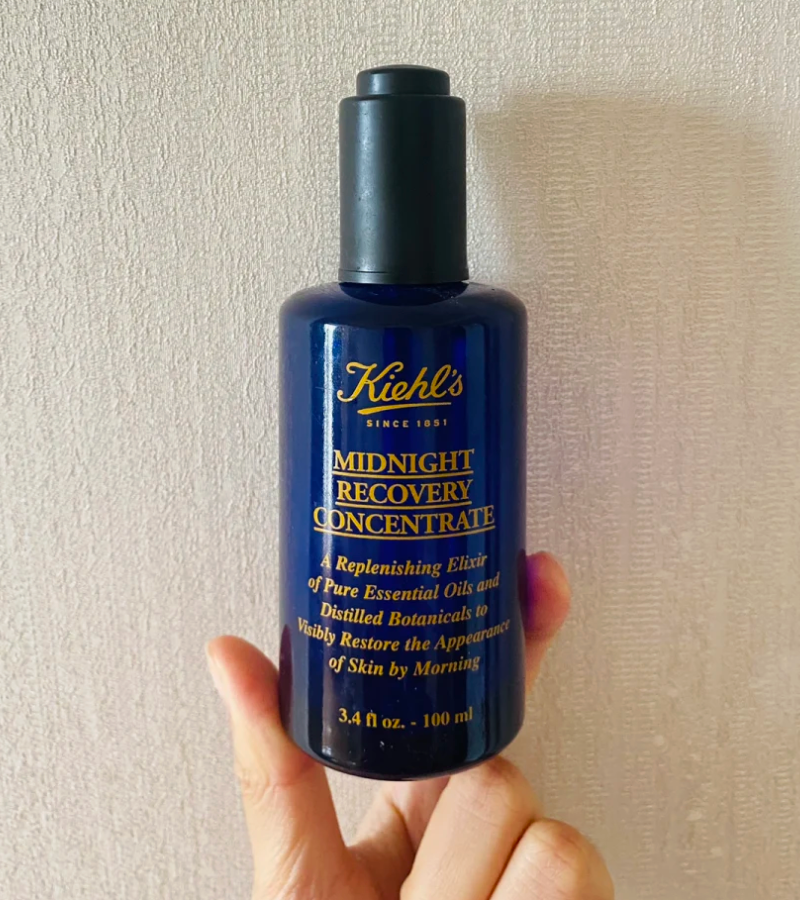 Kiehl's
SINCE 1851
MIDNIGHT
RECOVERY
CONCENTRATE
A Replenishing Elixir
of Pure Essential Oils and
Distilled Botanicals to
Visibly Restore the Appearance
of Skin by Morning
3.4 fl oz. - 100 ml